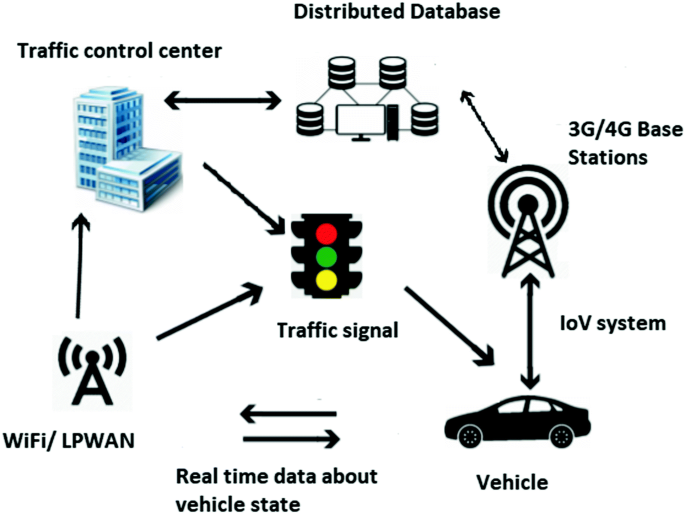 Distributed Database
Traffic control center
3G/4G Base
Stations
Traffic signal
IoV system
WiFi/ LPWAN
Real time data about
vehicle state
Vehicle